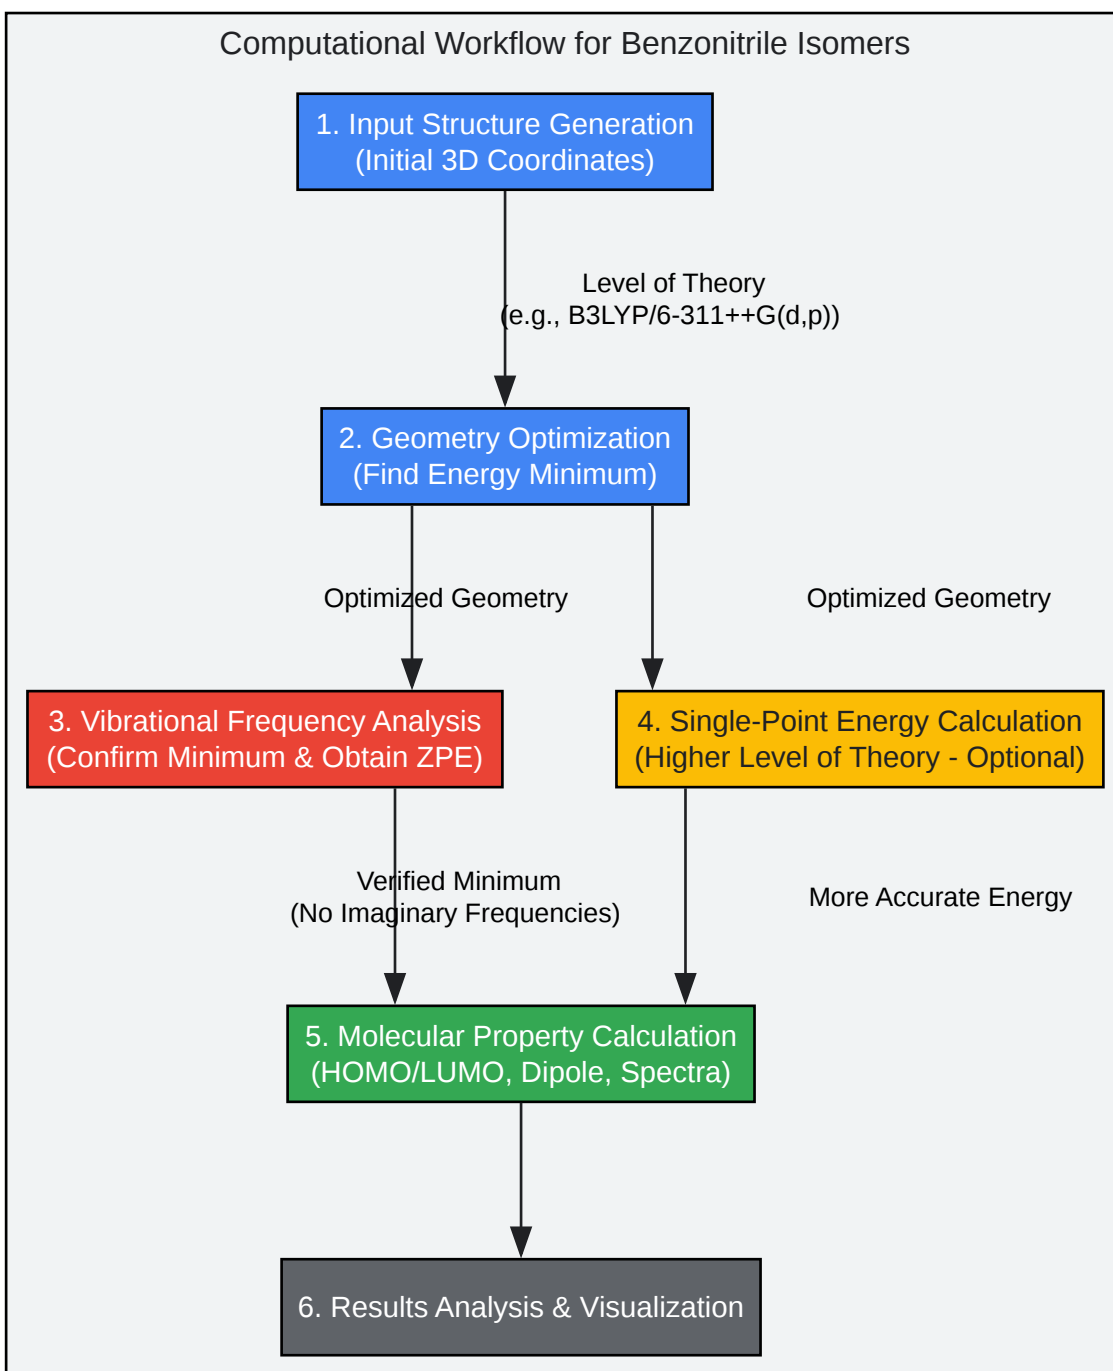 Computational Workflow for Benzonitrile Isomers
1. Input Structure Generation
(Initial 3D Coordinates)
Level of Theory
(e.g., B3LYP/6-311++G(d,p))
2. Geometry Optimization
(Find Energy Minimum)
Optimized Geometry
Optimized Geometry
3. Vibrational Frequency Analysis
(Confirm Minimum & Obtain ZPE)
4. Single-Point Energy Calculation
(Higher Level of Theory - Optional)
Verified Minimum
(No Imaginary Frequencies)
More Accurate Energy
5. Molecular Property Calculation
(HOMO/LUMO, Dipole, Spectra)
6. Results Analysis & Visualization